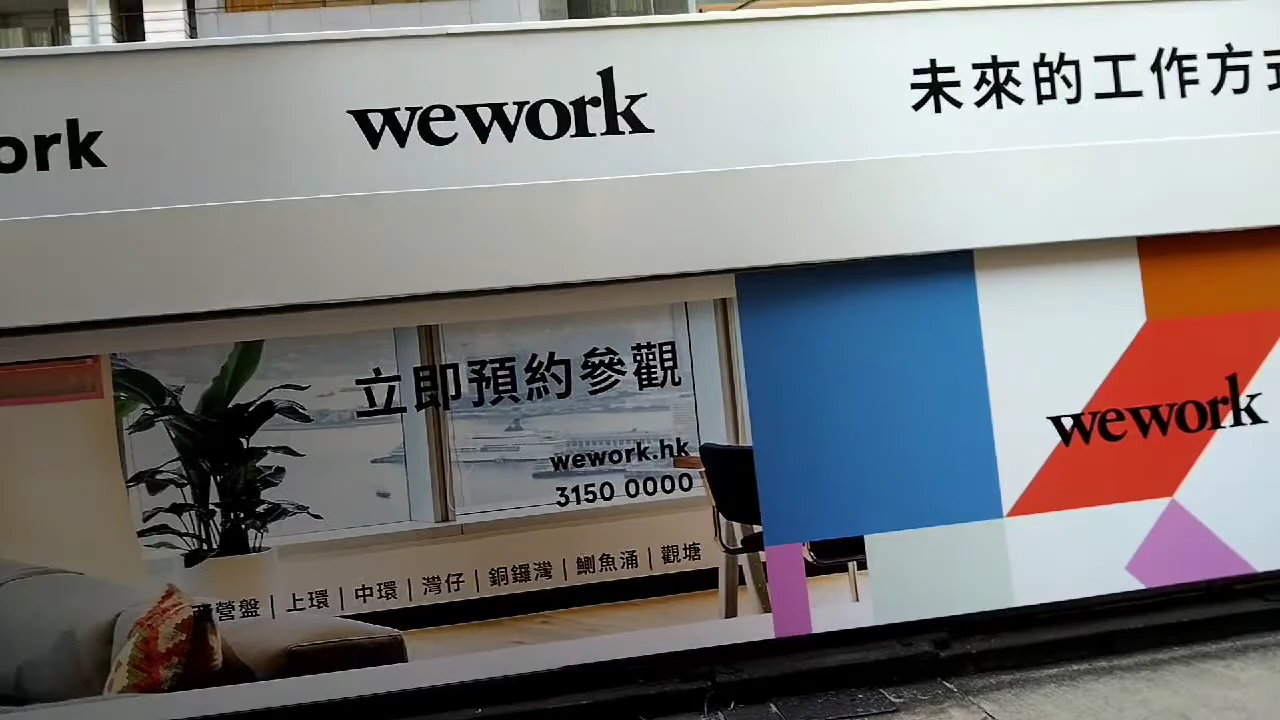 ork
wework
未來的工作方式
立即預約參觀
wework.hk
3150 0000
營盤 | 上環 | 中環 | 灣仔 | 銅鑼灣 | 鰂魚涌 | 觀塘
wework